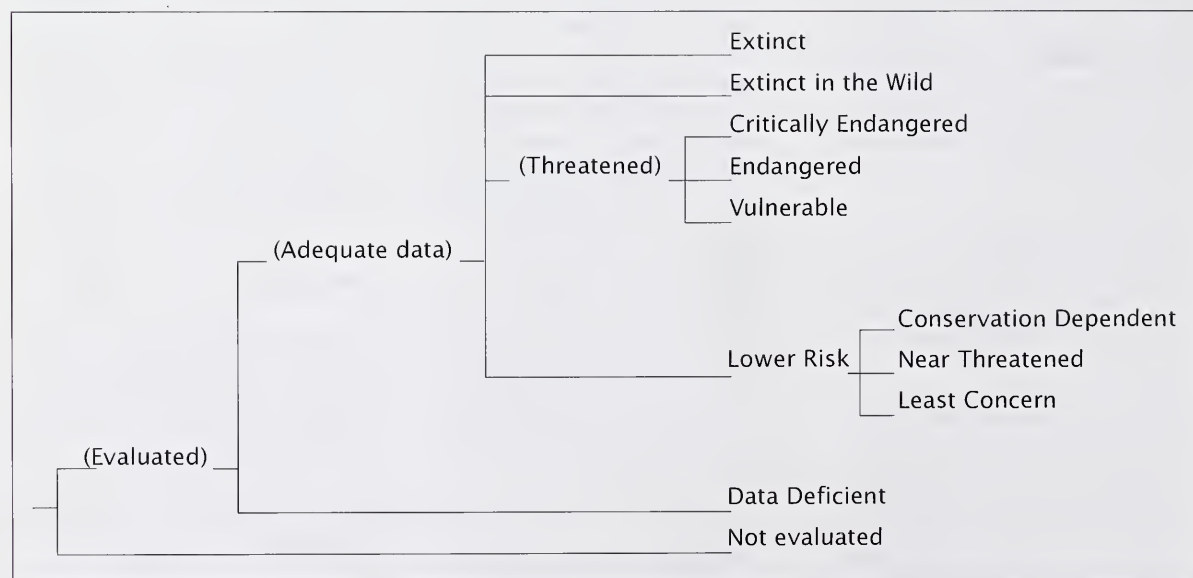 Extinct
Extinct in the Wild
Critically Endangered
(Threatened)
Endangered
Vulnerable
(Adequate data)
Conservation Dependent
Lower Risk
Near Threatened
Least Concern
(Evaluated)
Data Deficient
Not evaluated